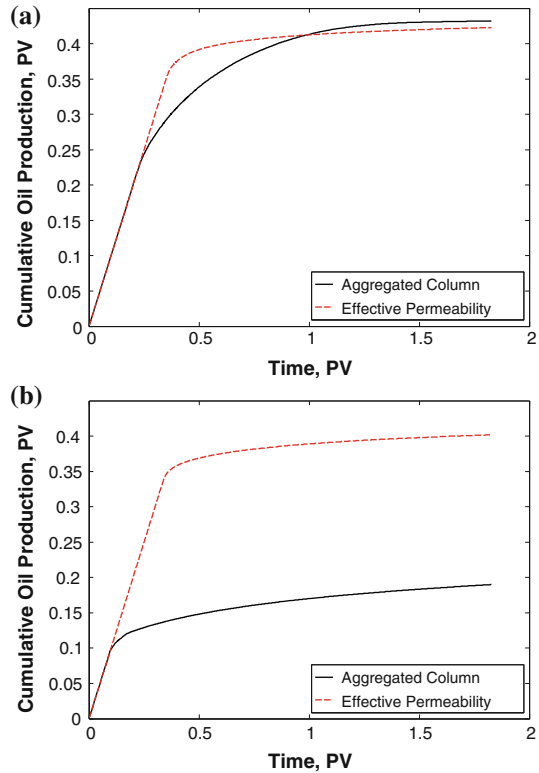 (a)
Cumulative Oil Production, PV
0.4
0.35
0.3
0.25
0.2
0.15
0.1
0.05
0
Aggregated Column
Effective Permeability
0 0.5 1 1.5 2
Time, PV
(b)
Cumulative Oil Production, PV
0.4
0.35
0.3
0.25
0.2
0.15
0.1
0.05
0
Aggregated Column
Effective Permeability
0 0.5 1 1.5 2
Time, PV